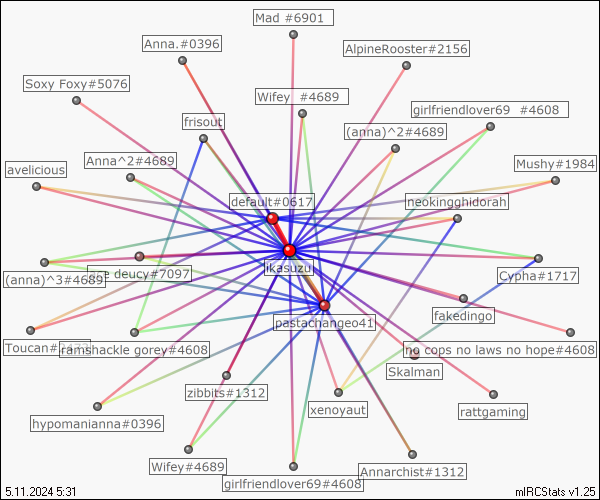 Mad #6901
Anna.#0396
AlpineRooster#2156
Soxy Foxy#5076
Wifey #4689
girlfriendlover69 #4608
frisout
(anna)^2#4689
Anna^2#4689
avelicious
Mushy#1984
default#0617
neokingghidorah
ikasuzu
(anna)^3#4689
deucy#7097
Cypha#1717
fakedingo
pastachangeo41
Toucan#
ramshackle gorey#4608
no cops no laws no hope#4608
Skalman
zibbits#1312
xenoyaut
rattgaming
hypomanianna#0396
Wifey#4689
girlfriendlover69#4608
Annarchist#1312
5.11.2024 5:31
mIRCStats v1.25